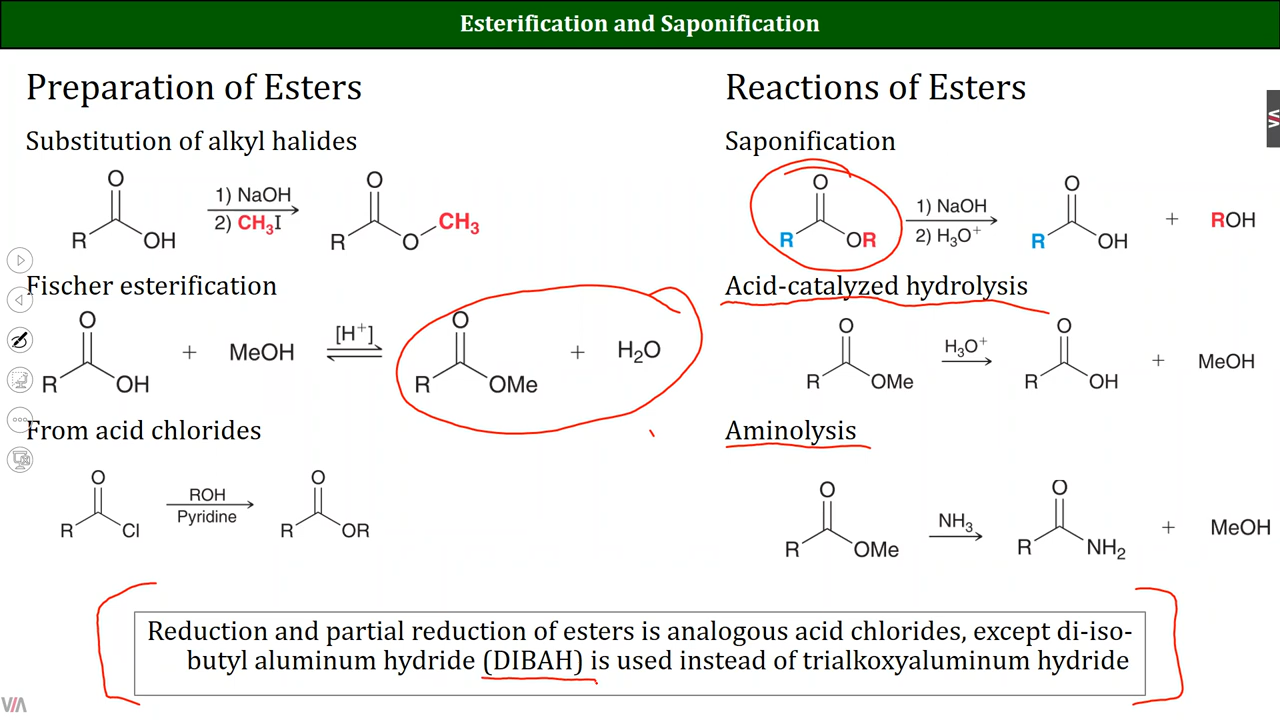 Esterification and Saponification
Preparation of Esters
Substitution of alkyl halides
O
R
OH
1) NaOH
2) CH3I
O
R
O
CH3
Fischer esterification
O
R
OH
+
MeOH
[H+]
O
R
OMe
+
H2O
From acid chlorides
O
R
Cl
ROH
Pyridine
O
R
OR
Reactions of Esters
Saponification
O
R
OR
1) NaOH
2) H3O+
O
R
OH
+
ROH
Acid-catalyzed hydrolysis
O
R
OMe
H3O+
O
R
OH
+
MeOH
Aminolysis
O
R
OMe
NH3
O
R
NH2
+
MeOH
Reduction and partial reduction of esters is analogous acid chlorides, except di-iso-
butyl aluminum hydride (DIBAH) is used instead of trialkoxyaluminum hydride
VIA